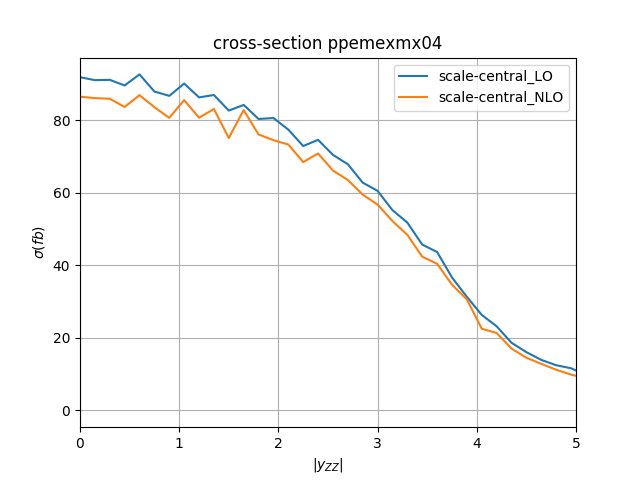 cross-section ppemexmx04
scale-central_LO
scale-central_NLO
σ(fb)
80
60
40
20
0
0 1 2 3 4 5
|yZZ|